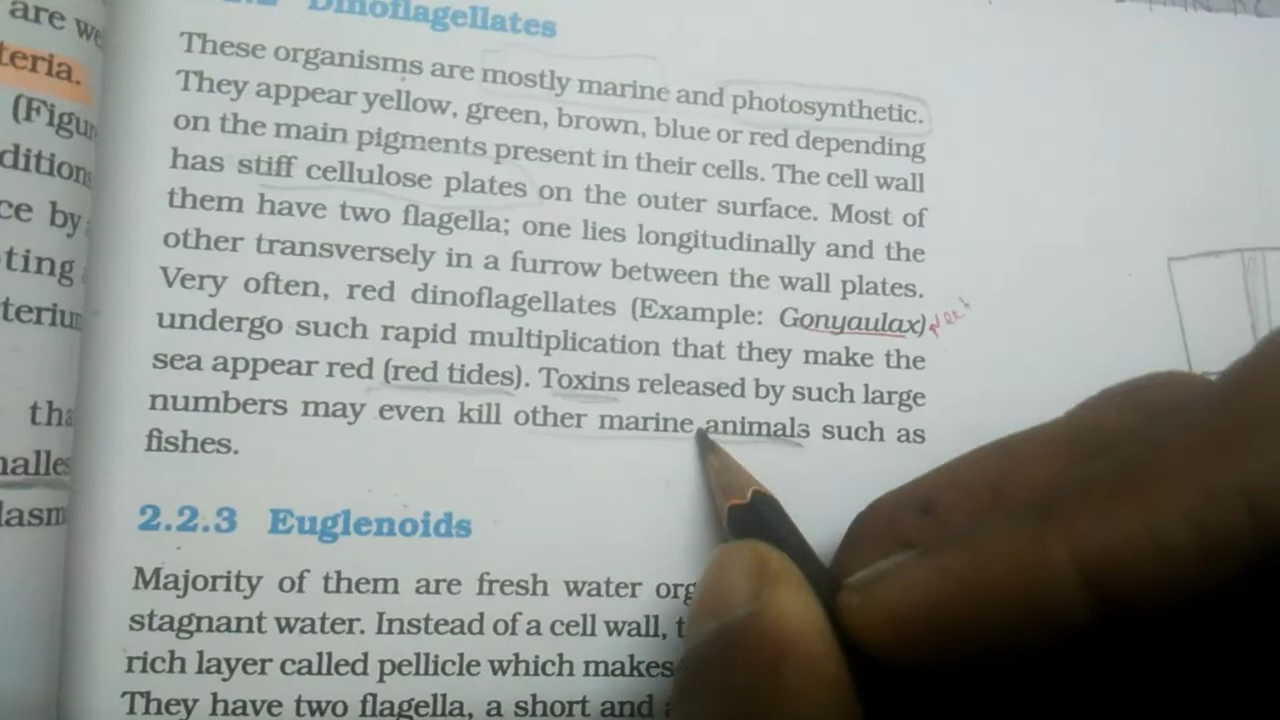 are we
teria.
(Figur
dition
ce by
ting
teriu
tha
nalles
lasm
Dinoflagellates
These organisms are mostly marine and photosynthetic.
They appear yellow, green, brown, blue or red depending
on the main pigments present in their cells. The cell wall
has stiff cellulose plates on the outer surface. Most of
them have two flagella; one lies longitudinally and the
other transversely in a furrow between the wall plates.
Very often, red dinoflagellates (Example: Gonyaulax)
undergo such rapid multiplication that they make the
sea appear red (red tides). Toxins released by such large
numbers may even kill other marine animals such as
fishes.
2.2.3 Euglenoids
Majority of them are fresh water org
stagnant water. Instead of a cell wall, t
rich layer called pellicle which makes
They have two flagella, a short and